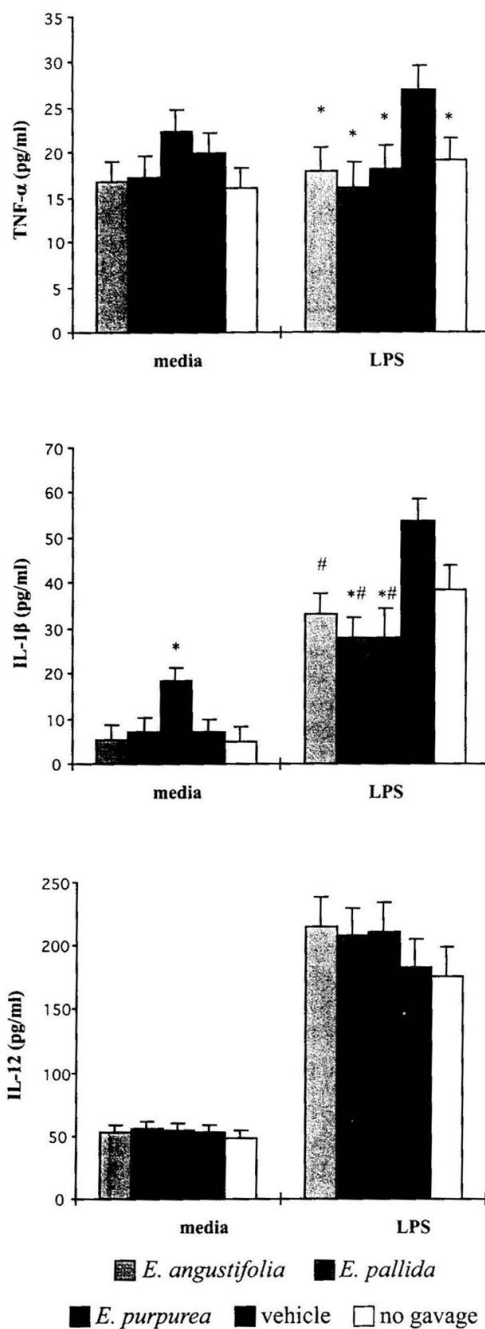 35
30
25
20
15
10
5
0
TNF-α (pg/ml)
* * * *
media LPS
70
60
50
40
30
20
10
0
IL-1β (pg/ml)
* # *# *#
media LPS
250
200
150
100
50
0
IL-12 (pg/ml)
media LPS
E. angustifolia E. pallida
E. purpurea vehicle no gavage